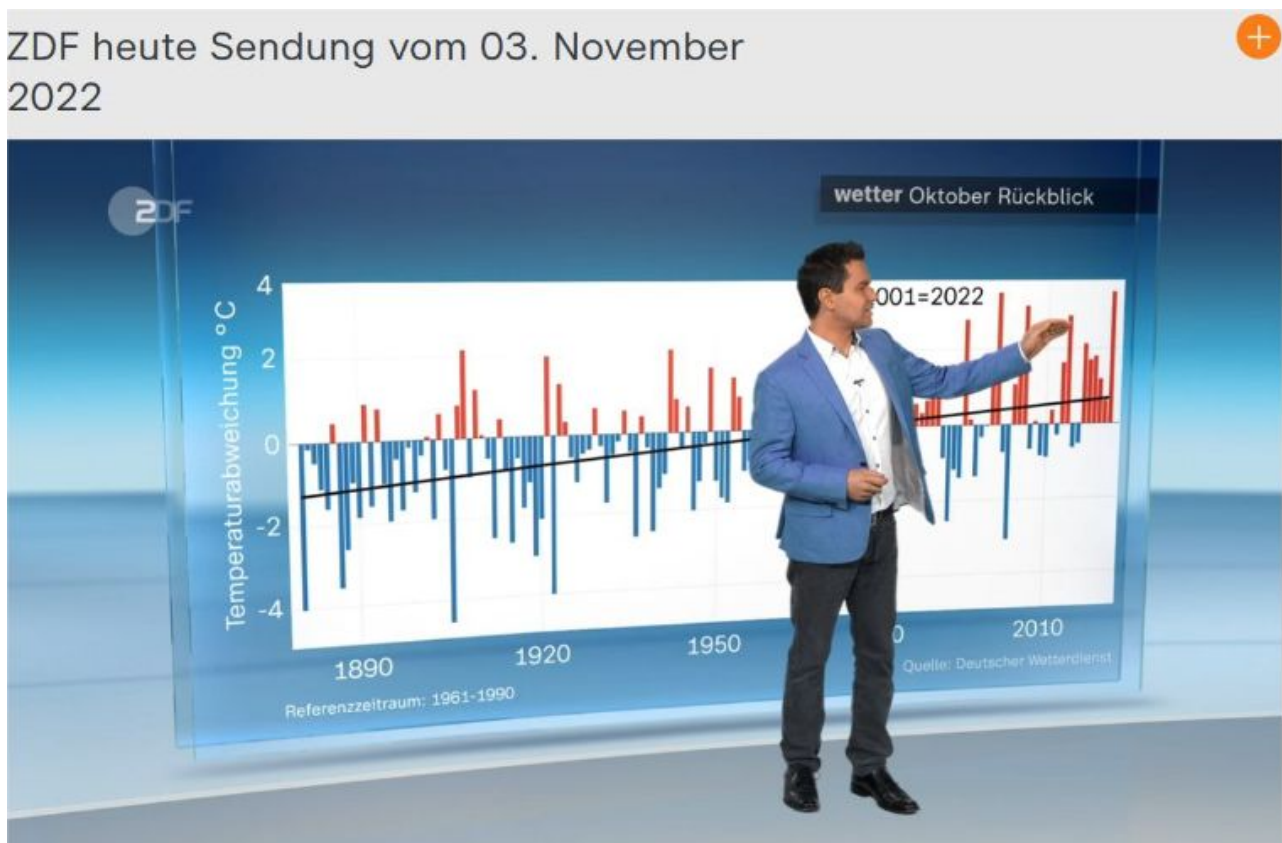 ZDF heute Sendung vom 03. November
2022
ZDF
wetter Oktober Rückblick
4
2
0
-2
-4
Temperaturabweichung °C
001=2022
1890
1920
1950
0
2010
Referenzzeitraum: 1961-1990
Quelle: Deutscher Wetterdienst